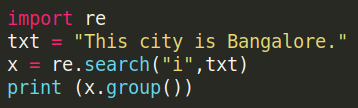 import re
txt = "This city is Bangalore."
x = re.search("i",txt)
print (x.group())